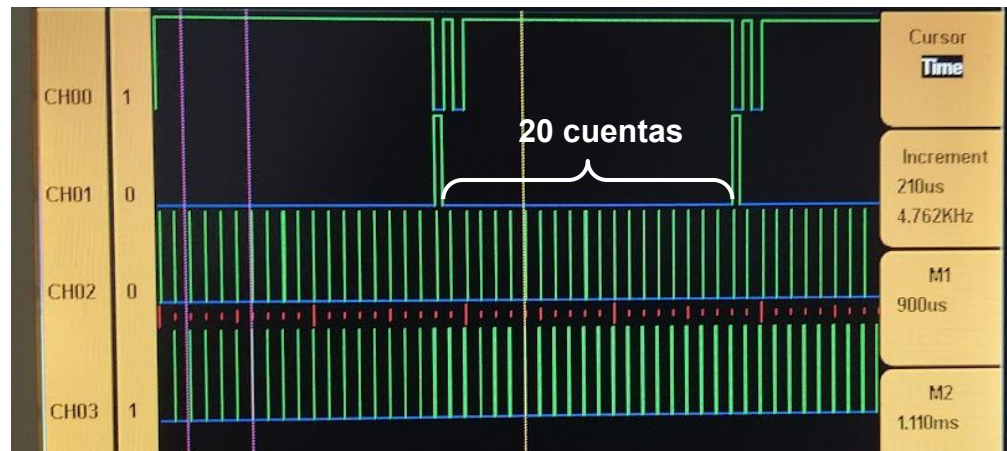 Cursor
Time
CH00 1
20 cuentas
Increment
210us
4.762KHz
CH01 0
M1
900us
CH02 0
M2
1.110ms
CH03 1